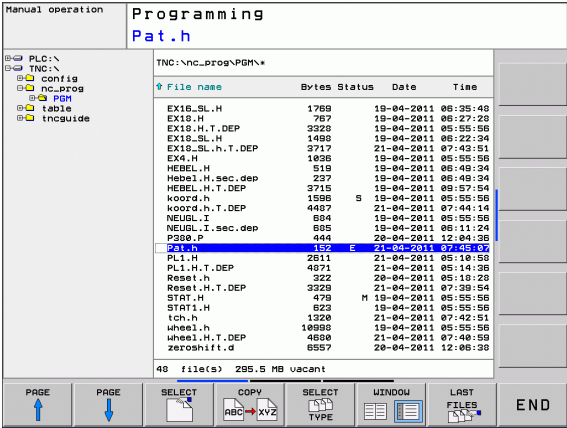 Manual operation
Programming
Pat.h
PLC:\
TNC:\
config
nc_prog
PGM
table
tncguide
TNC:\nc_prog\PGM\*
File name Bytes Status Date Time
EX16_SL.H 1769 19-04-2011 06:35:48
EX18.H 767 19-04-2011 06:27:28
EX18.H.T.DEP 3328 19-04-2011 05:55:56
EX18_SL.H 1498 19-04-2011 06:22:34
EX18_SL.h.T.DEP 3717 21-04-2011 07:43:51
EX4.H 1036 19-04-2011 05:55:56
HEBEL.H 519 19-04-2011 06:49:34
Hebel.H.sec.dep 237 19-04-2011 06:49:34
HEBEL.H.T.DEP 3715 19-04-2011 09:57:54
koord.h 1596 S 19-04-2011 05:55:56
koord.h.T.DEP 4487 21-04-2011 07:44:14
NEUGL.I 684 19-04-2011 05:55:56
NEUGL.I.sec.dep 685 19-04-2011 06:11:24
P380.P 444 20-04-2011 12:04:36
Pat.h 152 E 21-04-2011 07:45:07
PL1.H 2611 21-04-2011 05:10:58
PL1.H.T.DEP 4871 21-04-2011 05:14:36
Reset.h 322 20-04-2011 05:18:28
Reset.H.T.DEP 3329 21-04-2011 07:39:54
STAT.H 479 M 19-04-2011 05:55:56
STAT1.H 623 19-04-2011 05:55:56
tch.h 1320 21-04-2011 07:42:51
wheel.h 10998 19-04-2011 05:55:56
wheel.H.T.DEP 4680 21-04-2011 07:40:59
zeroshift.d 6557 20-04-2011 12:06:38
48 file(s) 295.5 MB vacant
PAGE
PAGE
SELECT
COPY
ABC XYZ
SELECT
TYPE
WINDOW
LAST
FILES
END